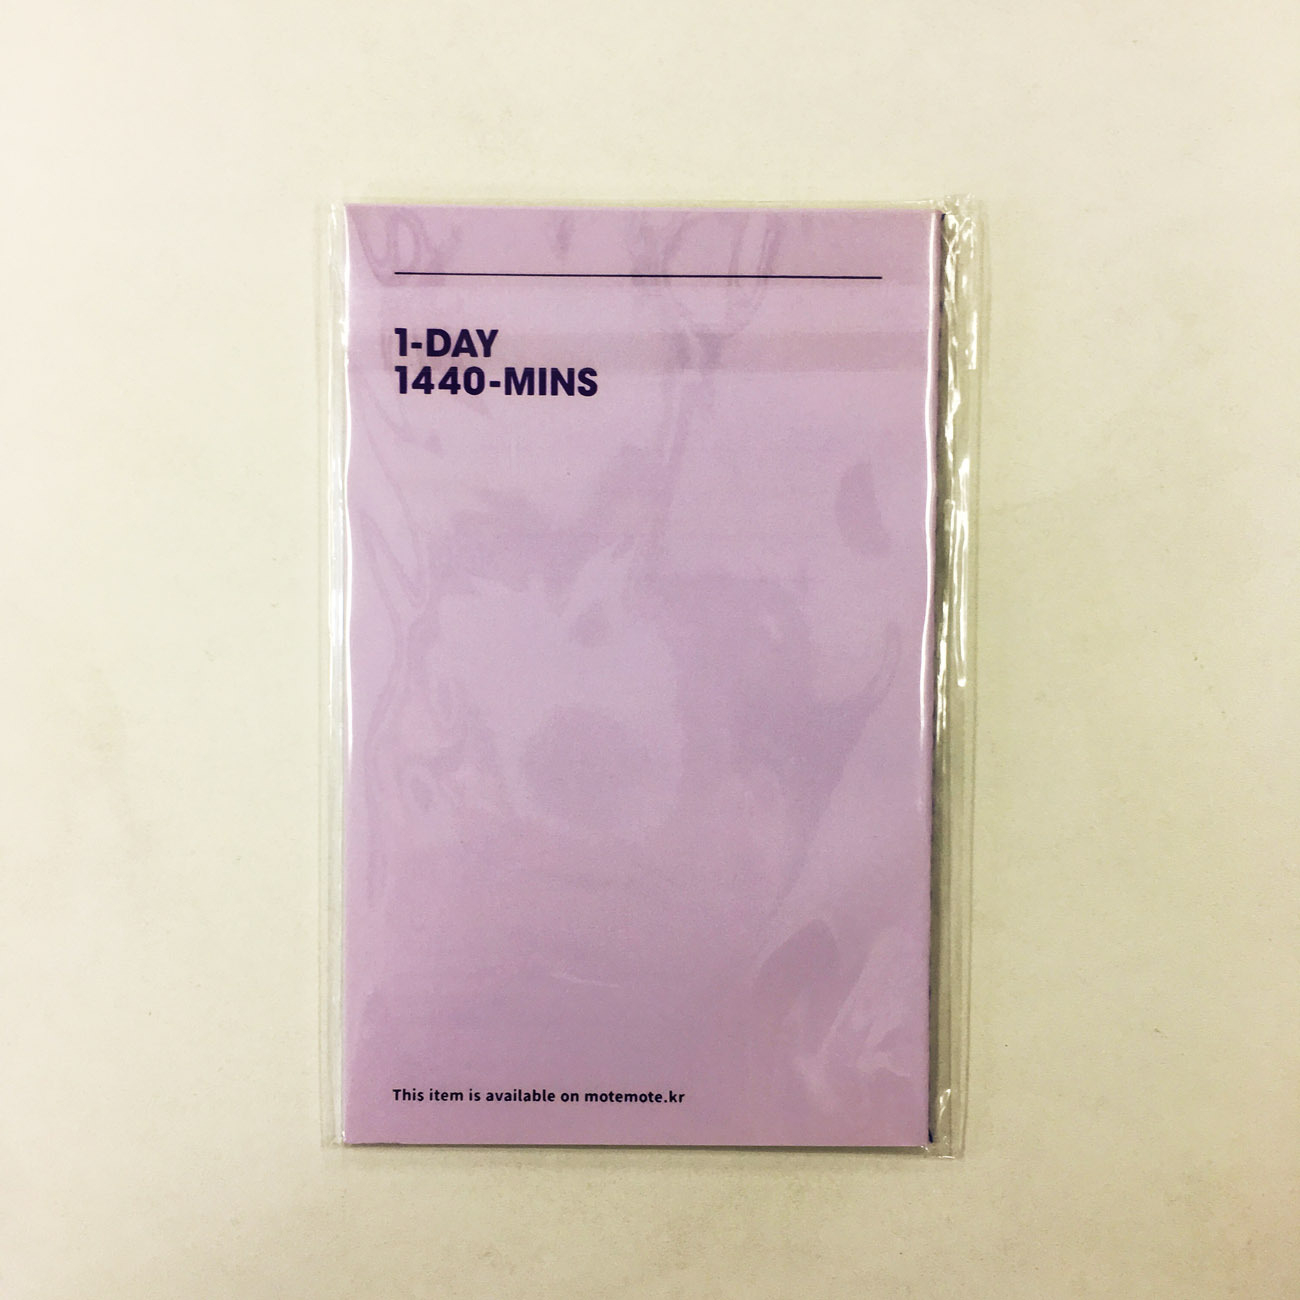 1-DAY
1440-MINS
This item is available on motemote.kr